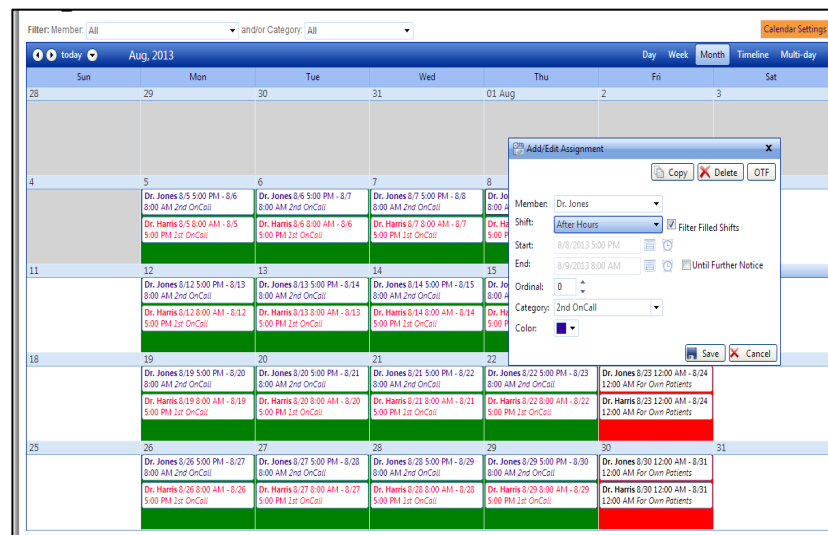 Filter: Member: All and/or Category: All Calendar Settings
today Aug, 2013 Day Week Month Timeline Multi-day
Sun Mon Tue Wed Thu Fri Sat
28 29 30 31 01 Aug 2 3
Add/Edit Assignment x
Copy Delete OTF
Member: Dr. Jones
Shift: After Hours Filter Filled Shifts
Start: 8/8/2013 5:00 PM
End: 8/9/2013 8:00 AM Until Further Notice
Ordinal: 0
Category: 2nd OnCall
Color:
Save Cancel
4 5 6 7 8
Dr. Jones 8/5 5:00 PM - 8/6 Dr. Jones 8/6 5:00 PM - 8/7 Dr. Jones 8/7 5:00 PM - 8/8 Dr. Jo
8:00 AM 2nd OnCall 8:00 AM 2nd OnCall 8:00 AM 2nd OnCall 8:00 A
Dr. Harris 8/5 8:00 AM - 8/5 Dr. Harris 8/6 8:00 AM - 8/6 Dr. Harris 8/7 8:00 AM - 8/7 Dr. Ha
5:00 PM 1st OnCall 5:00 PM 1st OnCall 5:00 PM 1st OnCall 5:00 P
11 12 13 14 15
Dr. Jones 8/12 5:00 PM - 8/13 Dr. Jones 8/13 5:00 PM - 8/14 Dr. Jones 8/14 5:00 PM - 8/15 Dr. Jo
8:00 AM 2nd OnCall 8:00 AM 2nd OnCall 8:00 AM 2nd OnCall 8:00 A
Dr. Harris 8/12 8:00 AM - 8/12 Dr. Harris 8/13 8:00 AM - 8/13 Dr. Harris 8/14 8:00 AM - 8/14 Dr. Ha
5:00 PM 1st OnCall 5:00 PM 1st OnCall 5:00 PM 1st OnCall 5:00 P
18 19 20 21 22
Dr. Jones 8/19 5:00 PM - 8/20 Dr. Jones 8/20 5:00 PM - 8/21 Dr. Jones 8/21 5:00 PM - 8/22 Dr. Jones 8/22 5:00 PM - 8/23 Dr. Jones 8/23 12:00 AM - 8/24
8:00 AM 2nd OnCall 8:00 AM 2nd OnCall 8:00 AM 2nd OnCall 8:00 AM 2nd OnCall 12:00 AM For Own Patients
Dr. Harris 8/19 8:00 AM - 8/19 Dr. Harris 8/20 8:00 AM - 8/20 Dr. Harris 8/21 8:00 AM - 8/21 Dr. Harris 8/22 8:00 AM - 8/22 Dr. Harris 8/23 12:00 AM - 8/24
5:00 PM 1st OnCall 5:00 PM 1st OnCall 5:00 PM 1st OnCall 5:00 PM 1st OnCall 12:00 AM For Own Patients
25 26 27 28 29 30 31
Dr. Jones 8/26 5:00 PM - 8/27 Dr. Jones 8/27 5:00 PM - 8/28 Dr. Jones 8/28 5:00 PM - 8/29 Dr. Jones 8/29 5:00 PM - 8/30 Dr. Jones 8/30 12:00 AM - 8/31
8:00 AM 2nd OnCall 8:00 AM 2nd OnCall 8:00 AM 2nd OnCall 8:00 AM 2nd OnCall 12:00 AM For Own Patients
Dr. Harris 8/26 8:00 AM - 8/26 Dr. Harris 8/27 8:00 AM - 8/27 Dr. Harris 8/28 8:00 AM - 8/28 Dr. Harris 8/29 8:00 AM - 8/29 Dr. Harris 8/30 12:00 AM - 8/31
5:00 PM 1st OnCall 5:00 PM 1st OnCall 5:00 PM 1st OnCall 5:00 PM 1st OnCall 12:00 AM For Own Patients